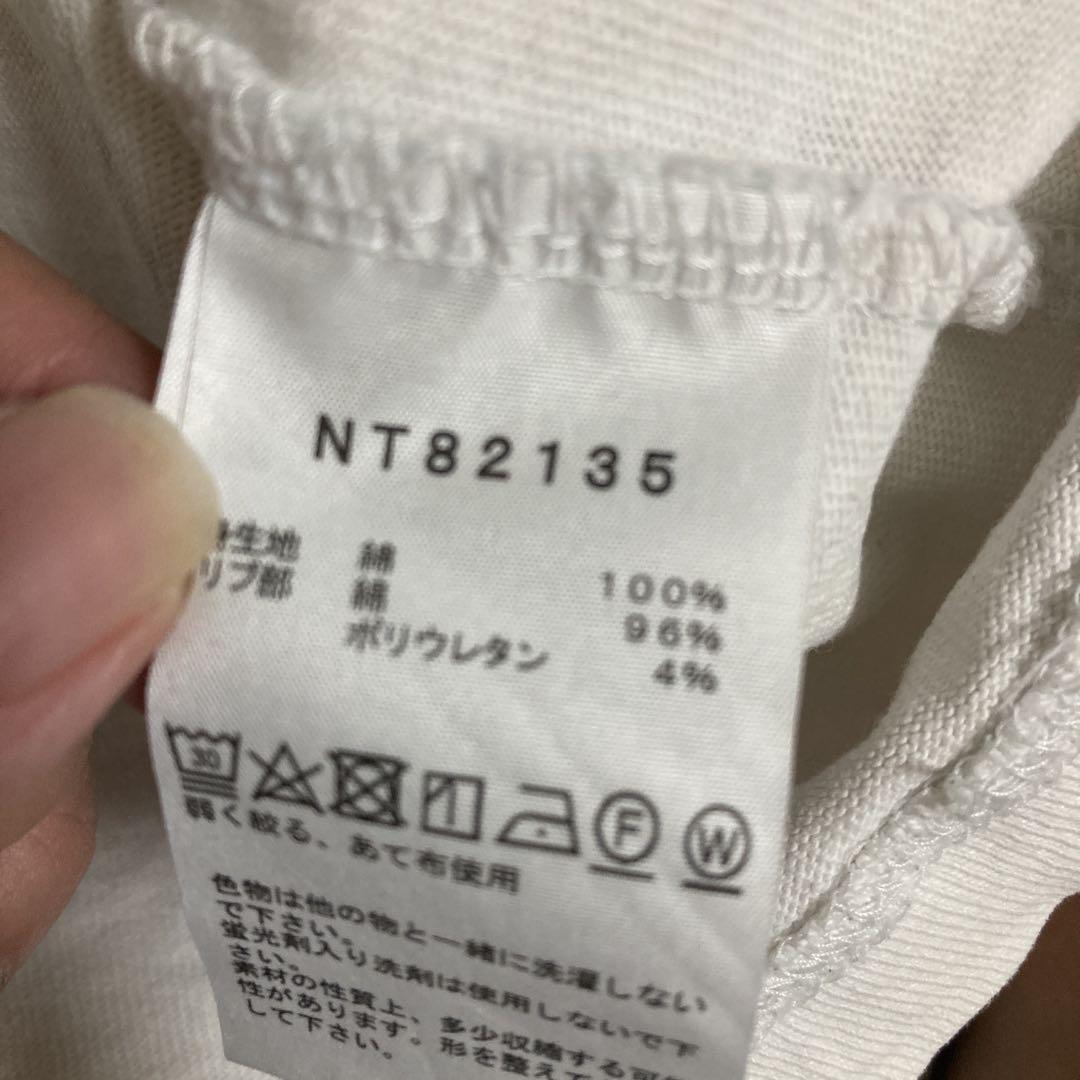 NT82135
身生地 綿 100%
リブ部 綿 96%
ポリウレタン 4%
30 F W
弱く絞る、あて布使用
色物は他の物と一緒に洗濯しない
で下さい。
蛍光剤入り洗剤は使用しないで下
さい。
素材の性質上、多少収縮する可能
性があります。形を整えて
して下さい。